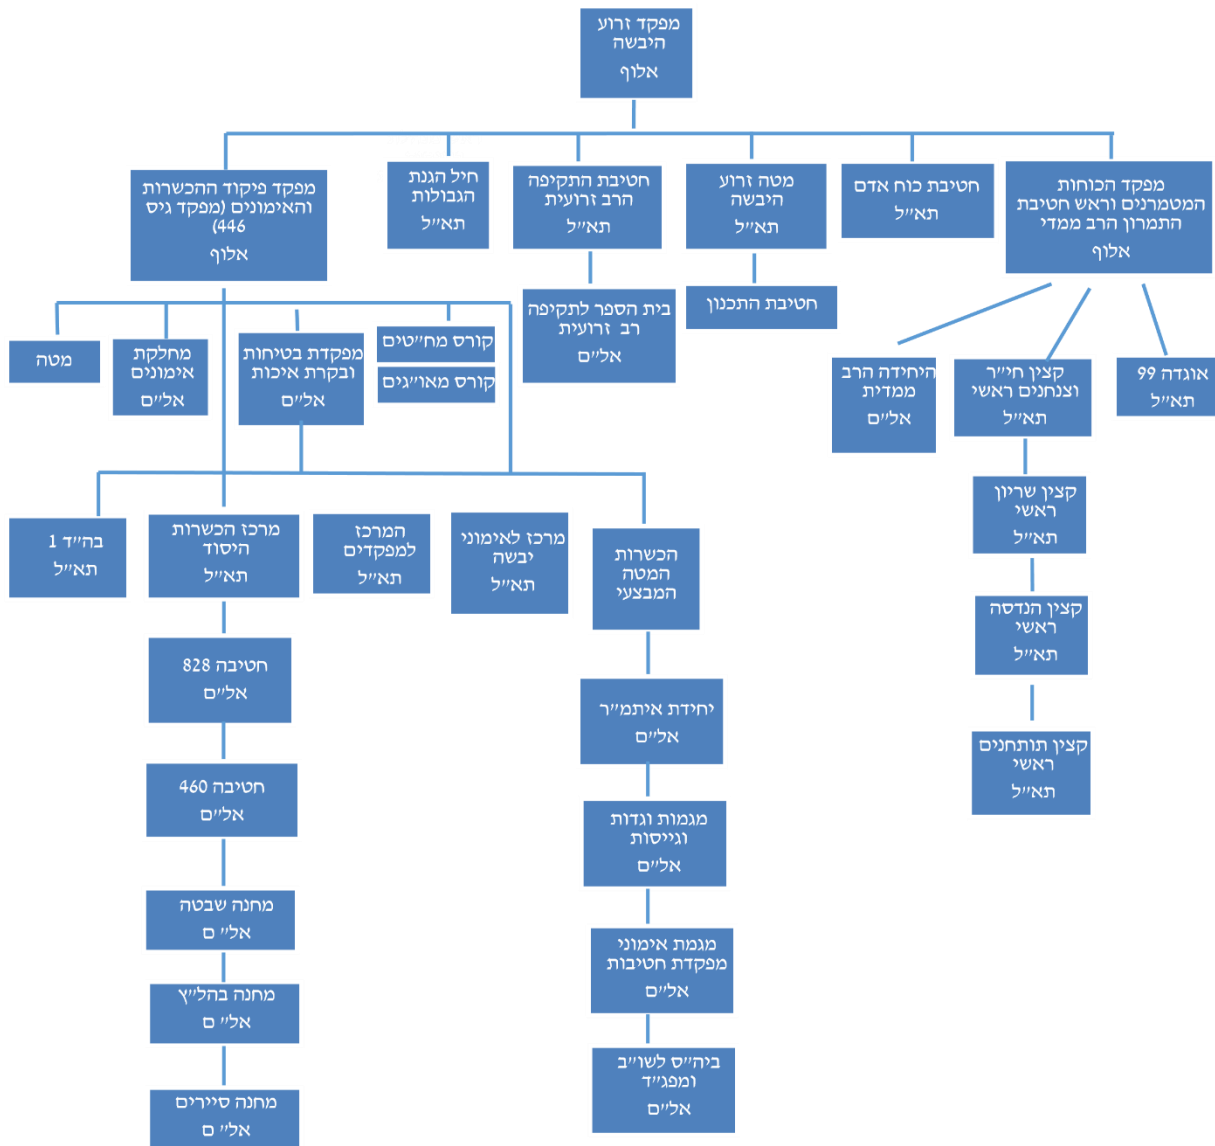 מפקד זרוע
היבשה
אלוף
מפקד הכוחות
המטמרנים וראש חטיבת
התמרון הרב ממדי
אלוף
חטיבת כוח אדם
תא"ל
מטה זרוע
היבשה
תא"ל
חטיבת התקיפה
הרב זרועית
תא"ל
חיל הגנת
הגבולות
תא"ל
מפקד פיקוד ההכשרות
והאימונים (מפקד גיס
446)
אלוף
חטיבת התכנון
בית הספר לתקיפה
רב זרועית
אל"ם
אוגדה 99
תא"ל
קצין חי"ר
וצנחנים ראשי
תא"ל
היחידה הרב
ממדית
אל"ם
קורס מח"טים
קורס מאו"גים
מפקדת בטיחות
ובקרת איכות
אל"ם
מחלקת
אימונים
אל"ם
מטה
קצין שריון
ראשי
תא"ל
קצין הנדסה
ראשי
תא"ל
קצין תותחנים
ראשי
תא"ל
הכשרות
המטה
המבצעי
מרכז לאימוני
יבשה
תא"ל
המרכז
למפקדים
תא"ל
מרכז הכשרות
היסוד
תא"ל
בה"ד 1
תא"ל
יחידת איתמ"ר
אל"ם
מגמות וגדות
וגייסות
אל"ם
מגמת אימוני
מפקדת חטיבות
אל"ם
ביה"ס לשו"ב
ומפג"ד
אל"ם
חטיבה 828
אל"ם
חטיבה 460
אל"ם
מחנה שבטה
אל" ם
מחנה בהל"ץ
אל" ם
מחנה סיירים
אל" ם